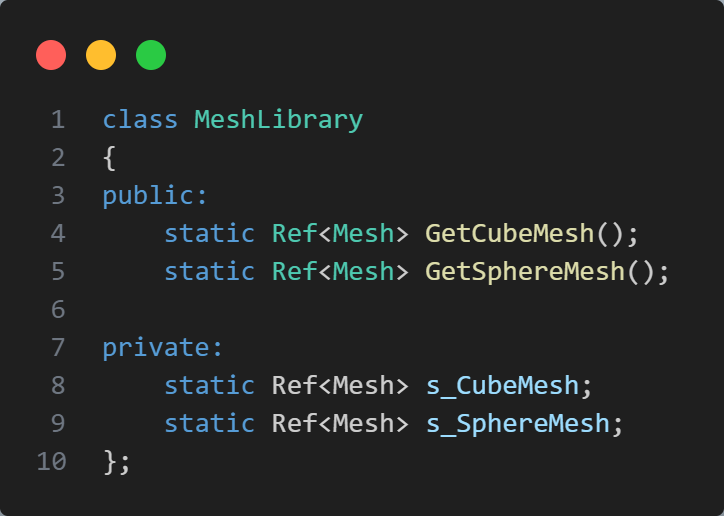 1 class MeshLibrary
2 {
3 public:
4     static Ref<Mesh> GetCubeMesh();
5     static Ref<Mesh> GetSphereMesh();
6
7 private:
8     static Ref<Mesh> s_CubeMesh;
9     static Ref<Mesh> s_SphereMesh;
10 };